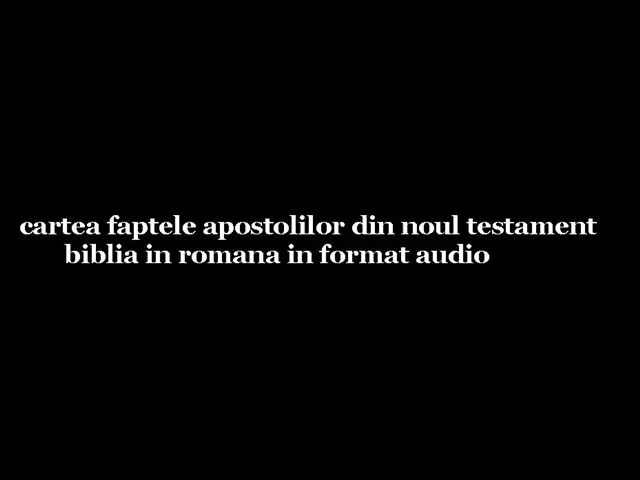 cartea faptele apostolilor din noul testament
biblia in romana in format audio